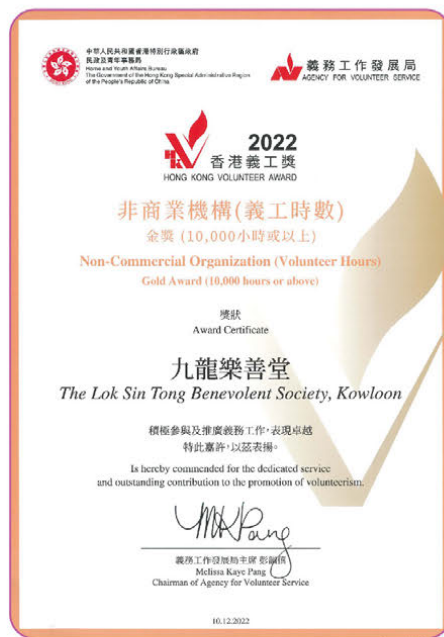 中華人民共和國香港特別行政區政府
民政及青年事務局
Home and Youth Affairs Bureau
The Government of the Hong Kong Special Administrative Region
of the People's Republic of China
義務工作發展局
AGENCY FOR VOLUNTEER SERVICE
2022
香港義工獎
HONG KONG VOLUNTEER AWARD
非商業機構(義工時數)
金獎 (10,000小時或以上)
Non-Commercial Organization (Volunteer Hours)
Gold Award (10,000 hours or above)
獎狀
Award Certificate
九龍樂善堂
The Lok Sin Tong Benevolent Society, Kowloon
積極參與及推廣義務工作,表現卓越
特此嘉許,以茲表揚。
Is hereby commended for the dedicated service
and outstanding contribution to the promotion of volunteerism.
義務工作發展局主席
Melissa Kaye Pang
Chairman of Agency for Volunteer Service
10.12.2022